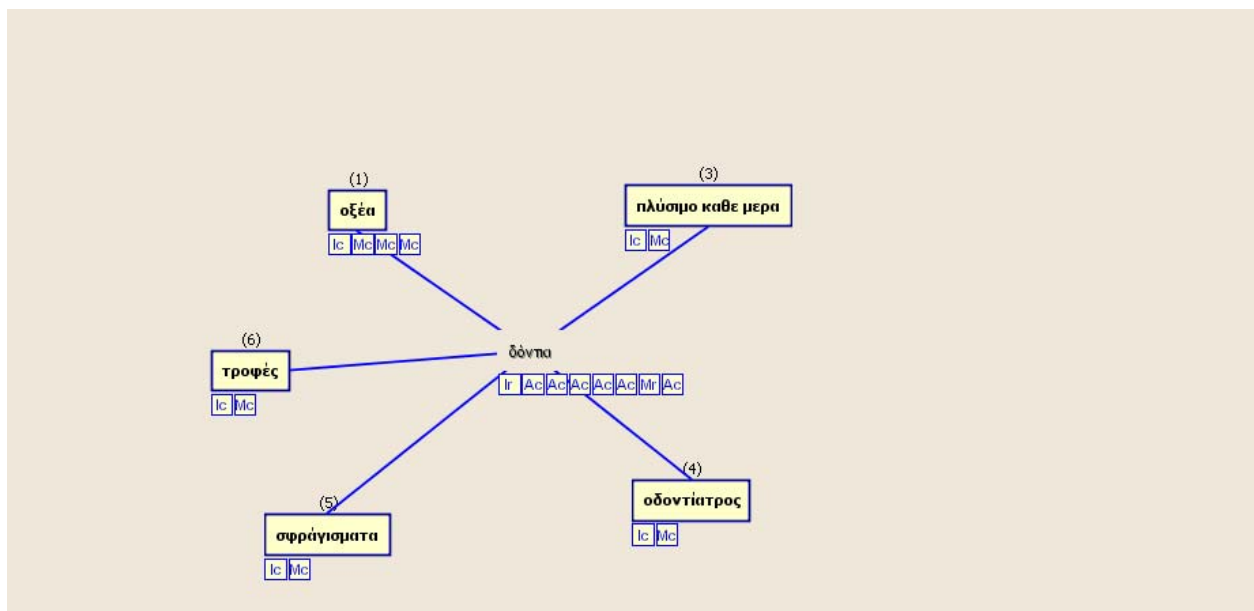 (1)
οξέα
Ic Mc Mc Mc
(3)
πλύσιμο καθε μερα
Ic Mc
(6)
τροφές
Ic Mc
δόντια
Ir Ac Ac Ac Ac Ac Mr Ac
(4)
οδοντίατρος
Ic Mc
(5)
σφράγισματα
Ic Mc